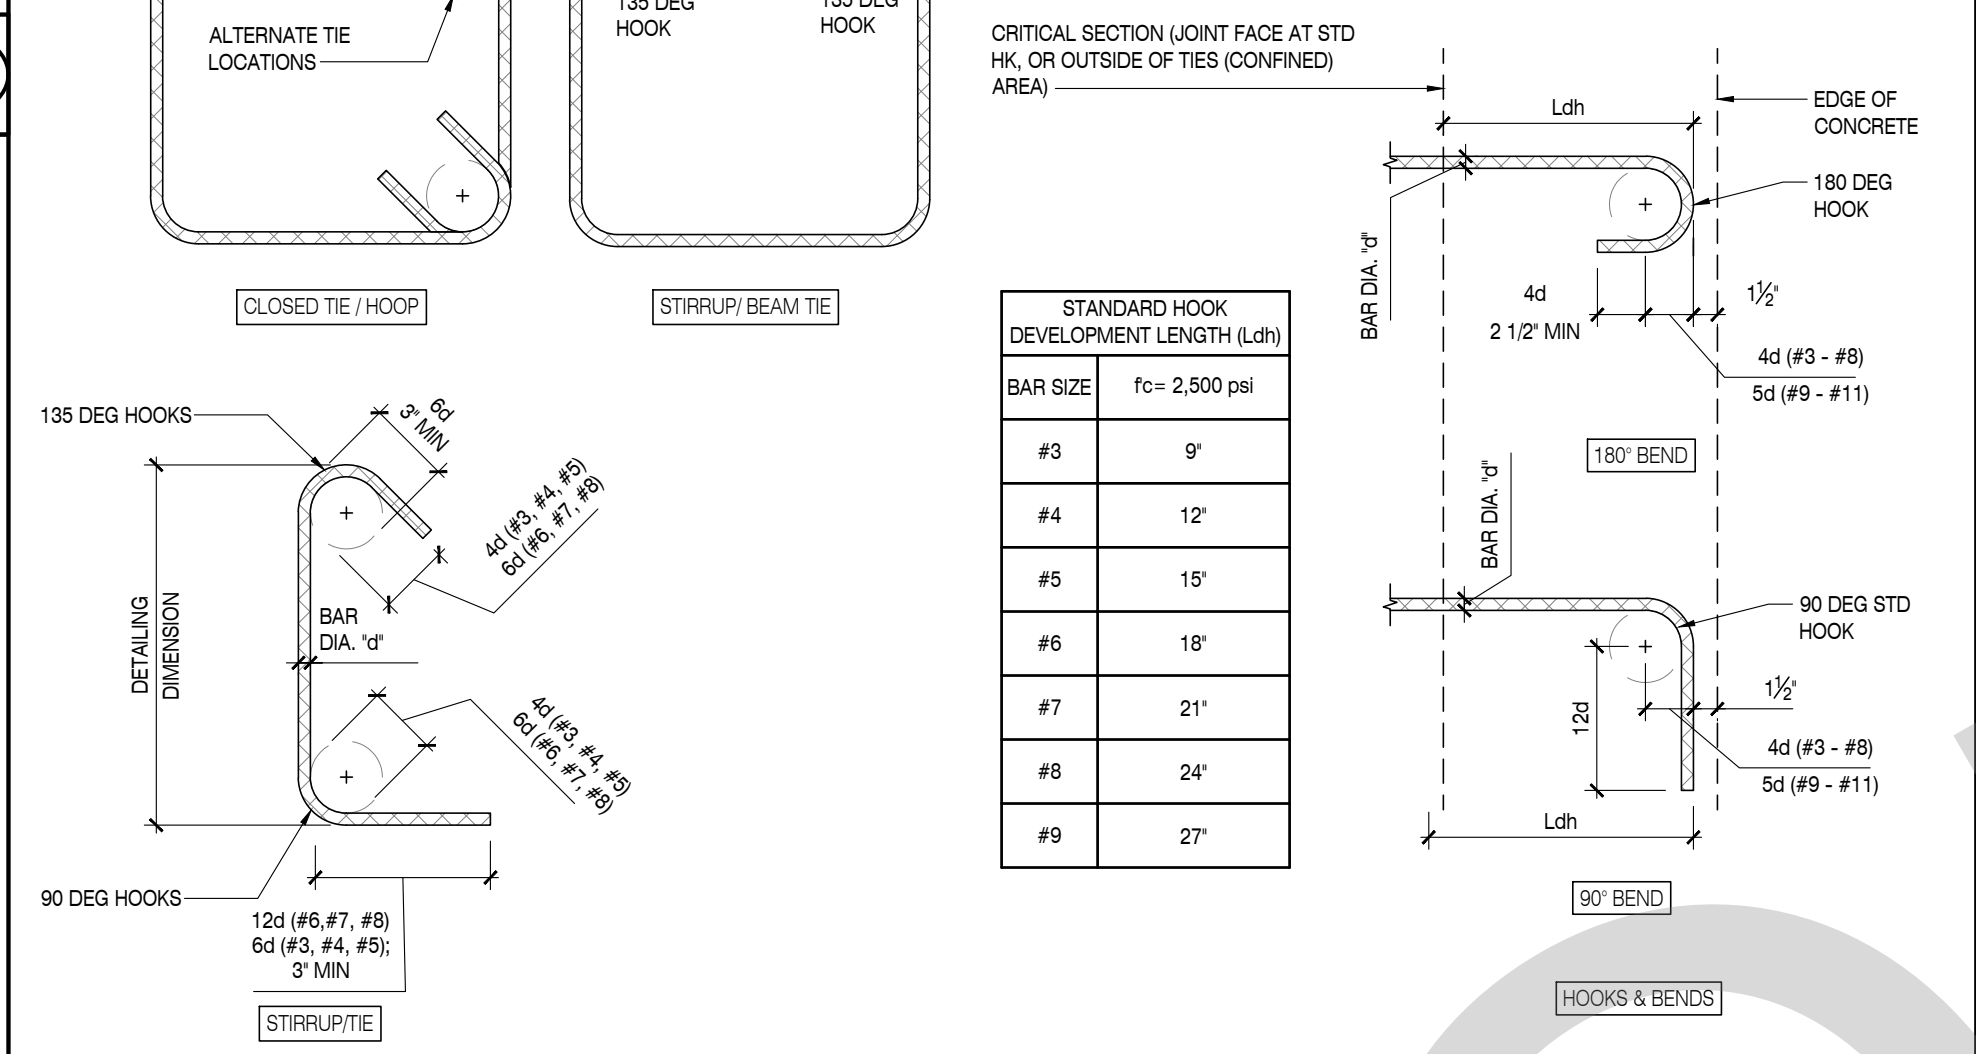 135 DEG
HOOK
135 DEG
HOOK
ALTERNATE TIE
LOCATIONS
CLOSED TIE / HOOP
STIRRUP/ BEAM TIE
CRITICAL SECTION (JOINT FACE AT STD
HK, OR OUTSIDE OF TIES (CONFINED)
AREA)
Ldh
EDGE OF
CONCRETE
180 DEG
HOOK
BAR DIA. "d"
4d
2 1/2" MIN
1½"
4d (#3 - #8)
5d (#9 - #11)
180° BEND
STANDARD HOOK
DEVELOPMENT LENGTH (Ldh)
BAR SIZE f'c= 2,500 psi
#3 9"
#4 12"
#5 15"
#6 18"
#7 21"
#8 24"
#9 27"
135 DEG HOOKS
6d
3" MIN
4d (#3, #4, #5)
6d (#6, #7, #8)
DETAILING
DIMENSION
BAR
DIA. "d"
4d (#3, #4, #5)
6d (#6, #7, #8)
90 DEG HOOKS
12d (#6,#7, #8)
6d (#3, #4, #5);
3" MIN
STIRRUP/TIE
BAR DIA. "d"
90 DEG STD
HOOK
12d
1½"
4d (#3 - #8)
5d (#9 - #11)
Ldh
90° BEND
HOOKS & BENDS